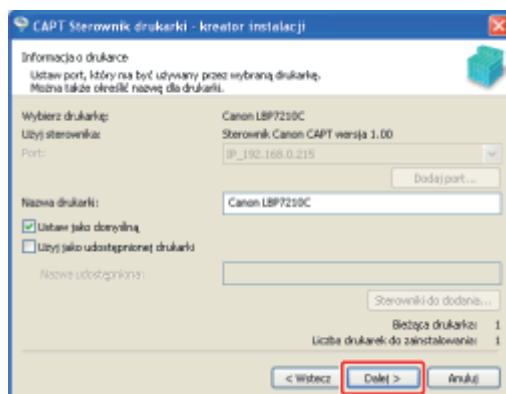 CAPT Sterownik drukarki - kreator instalacji
Informacja o drukarce
Ustaw port, który ma być używany przez wybraną drukarkę.
Można także określić nazwę dla drukarki.
Wybierz drukarkę: Canon LBP7210C
Użyj sterownika: Sterownik Canon CAPT wersja 1.00
Port: IP_192.168.0.215
Dodaj port...
Nazwa drukarki: Canon LBP7210C
Ustaw jako domyślną
Użyj jako udostępnionej drukarki
Nazwa udostępniona:
Sterowniki do dodania...
Bieżąca drukarka: 1
Liczba drukarek do zainstalowania: 1
< Wstecz Dalej > Anuluj